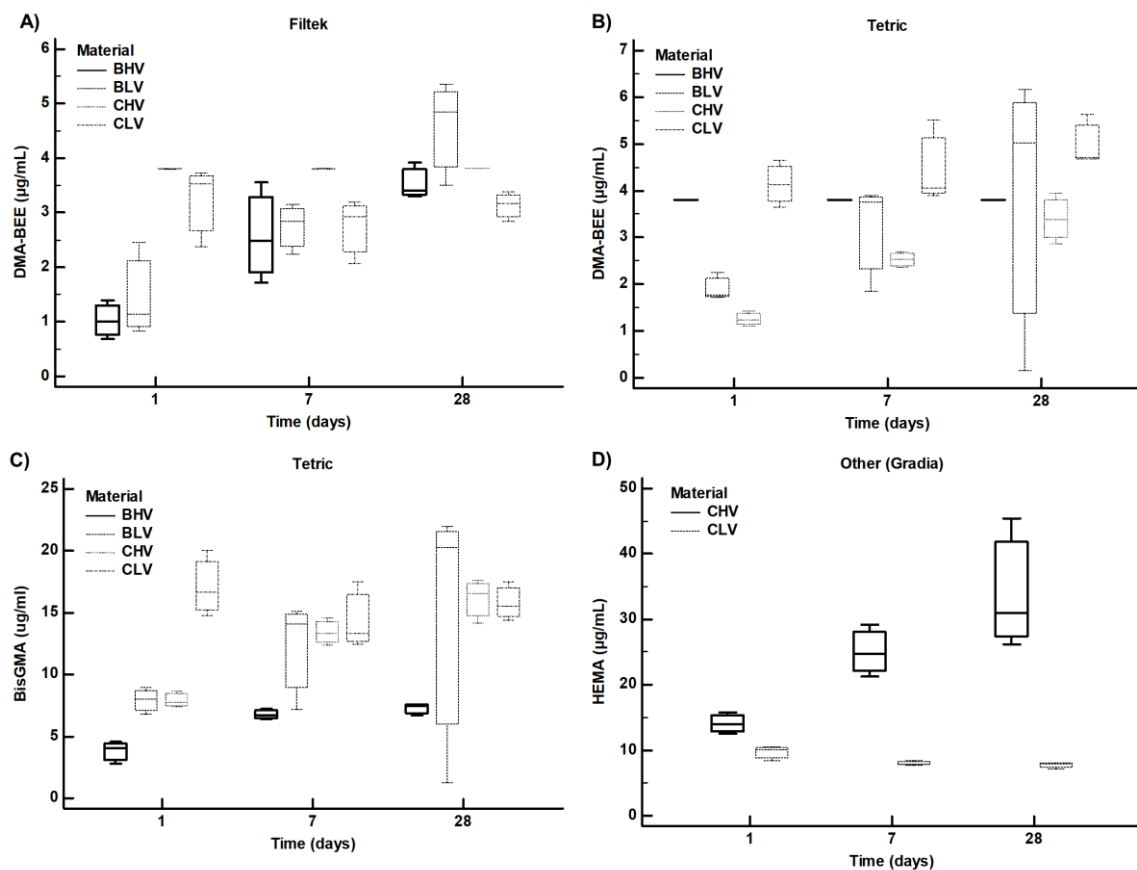 A)
Filtek
Material
BHV
BLV
CHV
CLV
6
5
4
3
2
1
0
DMA-BEE (µg/mL)
1
7
28
Time (days)
B)
Tetric
Material
BHV
BLV
CHV
CLV
7
6
5
4
3
2
1
0
DMA-BEE (µg/mL)
1
7
28
Time (days)
C)
Tetric
Material
BHV
BLV
CHV
CLV
25
20
15
10
5
0
BisGMA (ug/ml)
1
7
28
Time (days)
D)
Other (Gradia)
Material
CHV
CLV
50
40
30
20
10
0
HEMA (µg/mL)
1
7
28
Time (days)